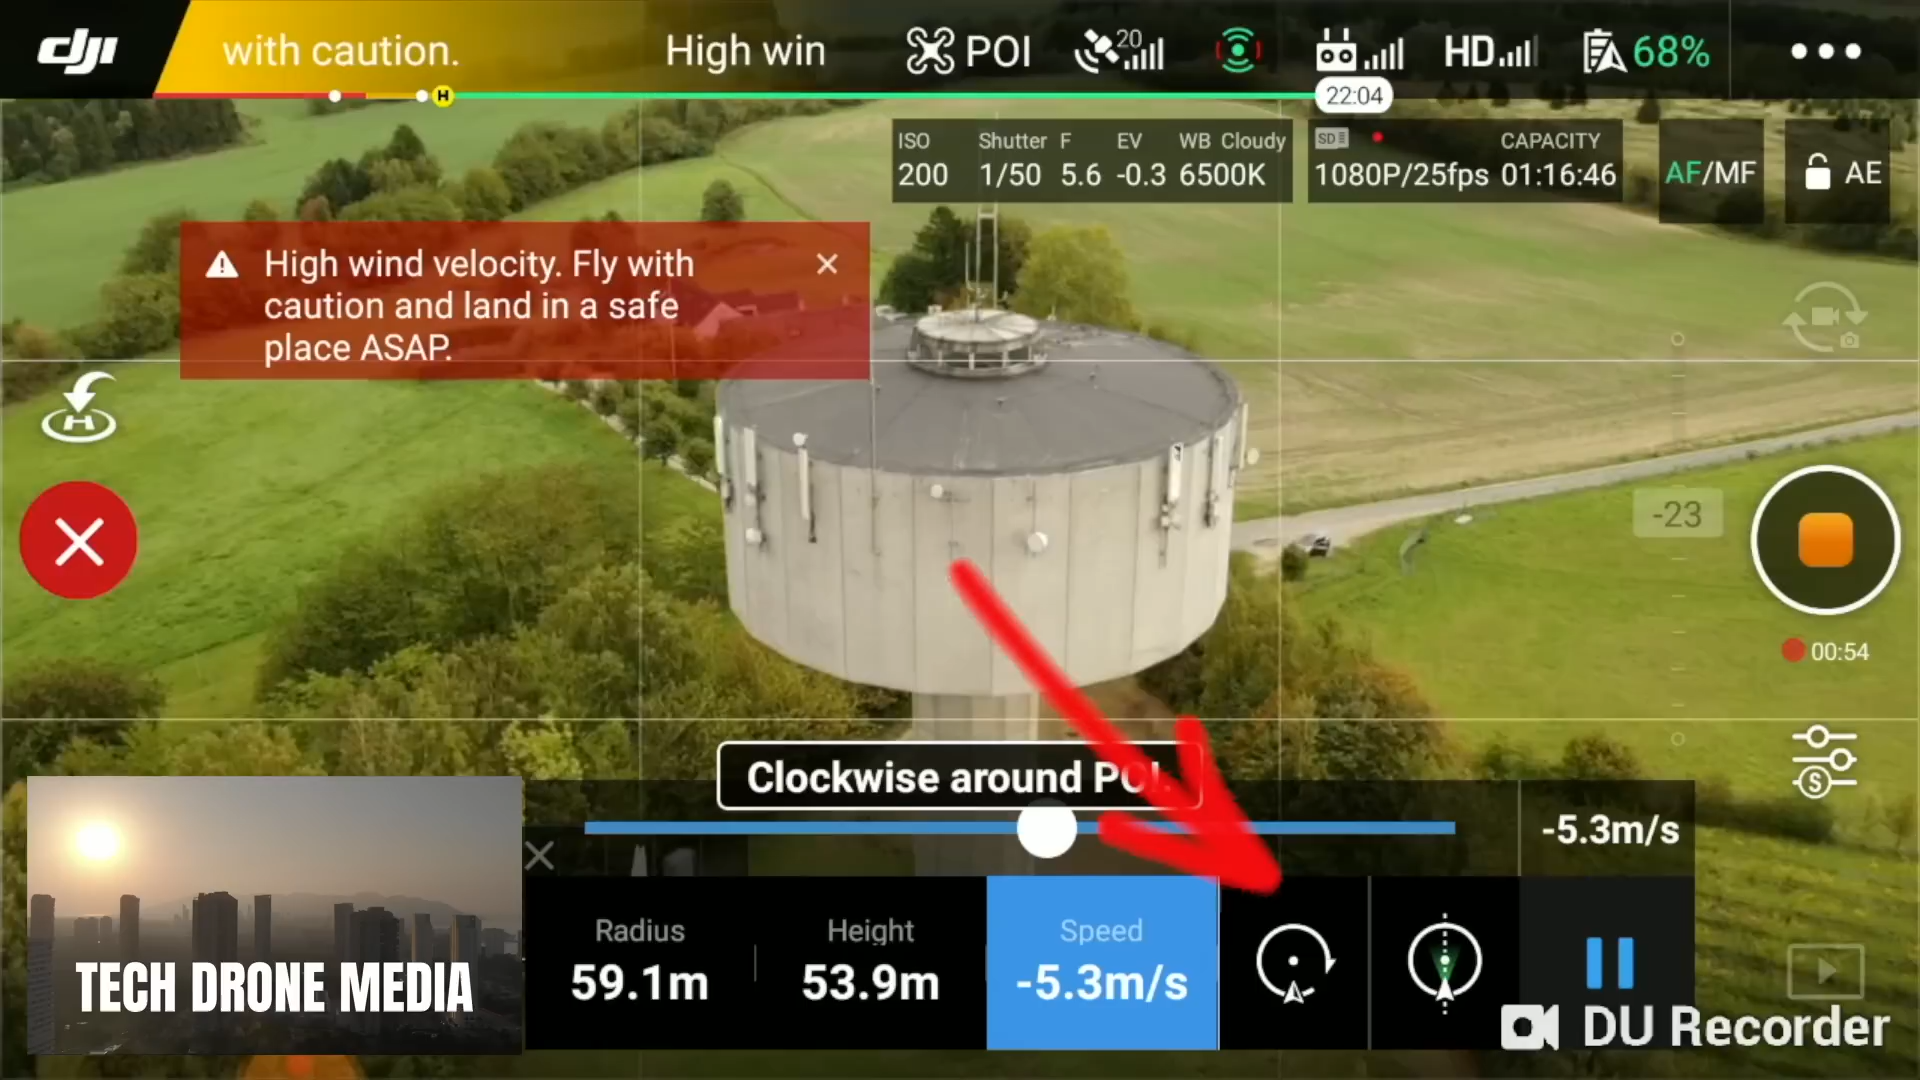 dji
with caution.
High win
POI
20
HD
68%
H
22:04
ISO
Shutter
F
EV
WB Cloudy
200
1/50
5.6
-0.3
6500K
SD
CAPACITY
1080P/25fps
01:16:46
AF/MF
AE
High wind velocity. Fly with
caution and land in a safe
place ASAP.
H
-23
00:54
Clockwise around POI.
S
-5.3m/s
Radius
59.1m
Height
53.9m
Speed
-5.3m/s
TECH DRONE MEDIA
DU Recorder